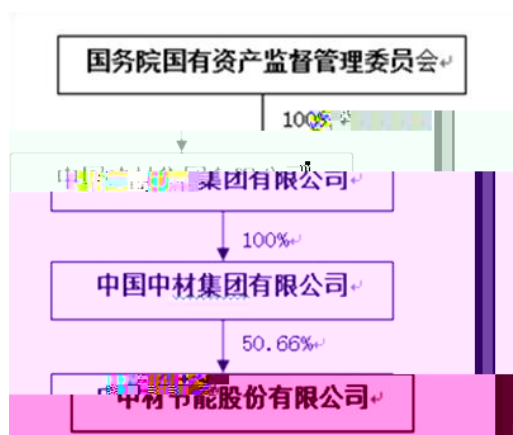 国务院国有资产监督管理委员会
100%
集团有限公司
100%
中国中材集团有限公司
50.66%
中材节能股份有限公司